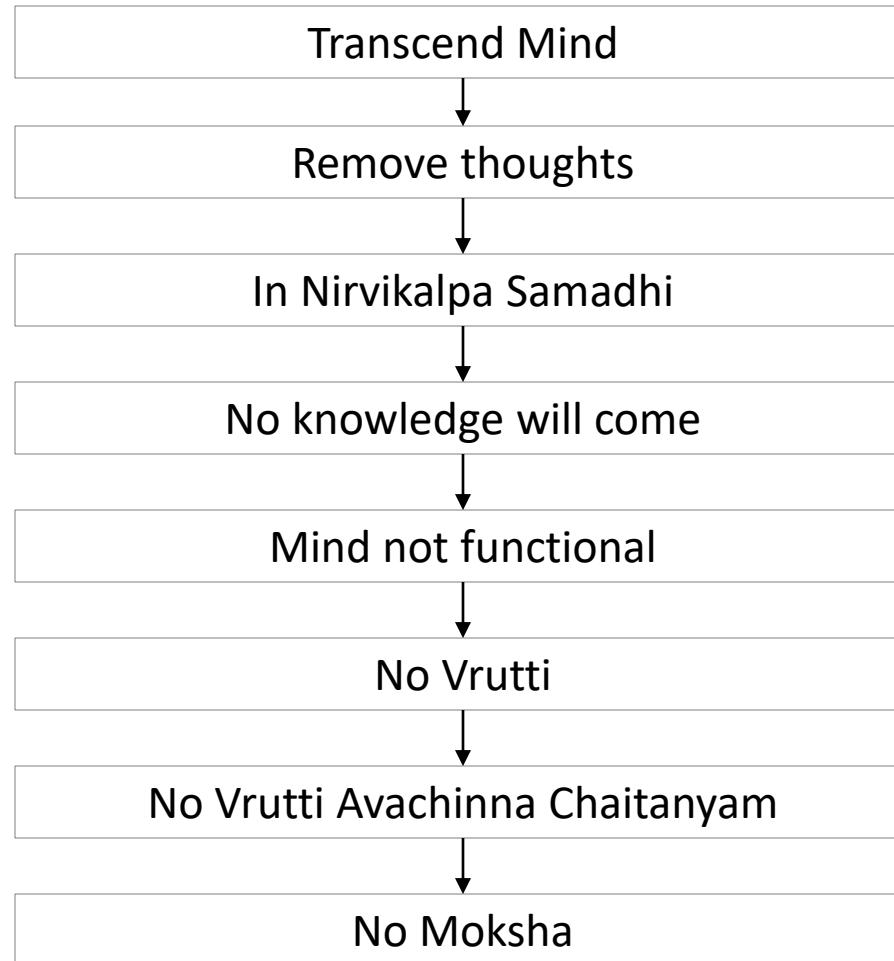 Transcend Mind
Remove thoughts
In Nirvikalpa Samadhi
No knowledge will come
Mind not functional
No Vrutti
No Vrutti Avachinna Chaitanyam
No Moksha